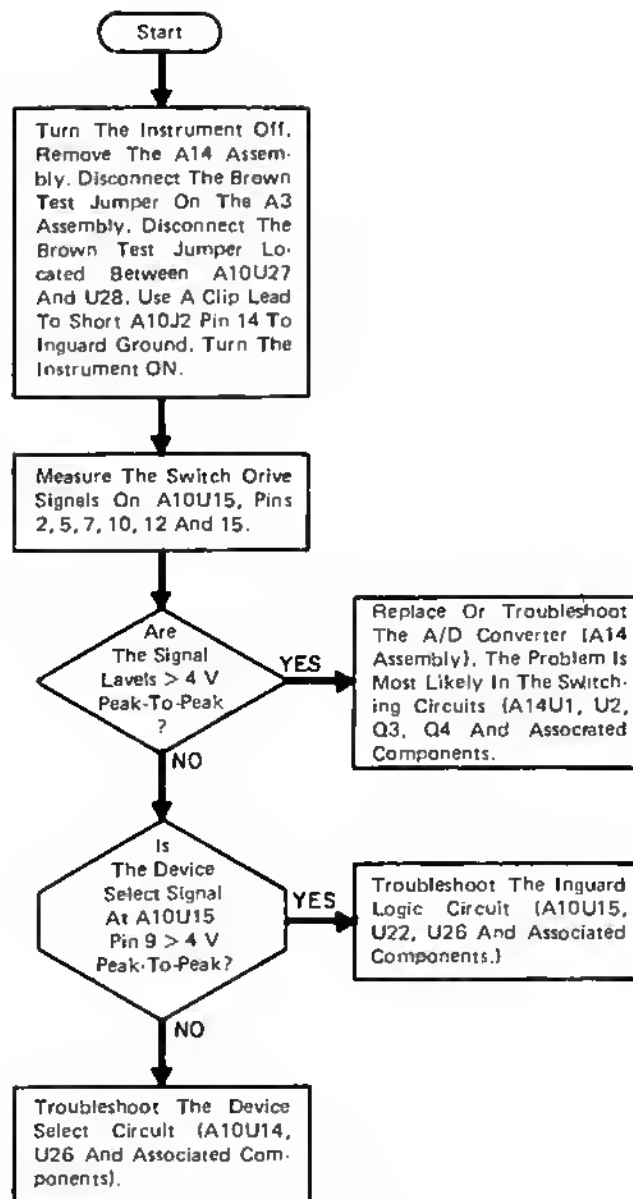 Start
Turn The Instrument Off.
Remove The A14 Assem-
bly. Disconnect The Brown
Test Jumper On The A3
Assembly. Disconnect The
Brown Test Jumper Lo-
cated Between A10U27
And U28. Use A Clip Lead
To Short A10J2 Pin 14 To
Inguard Ground. Turn The
Instrument ON.
Measure The Switch Drive
Signals On A10U15, Pins
2, 5, 7, 10, 12 And 15.
Are
The Signal
Levels > 4 V
Peak-To-Peak
?
YES
Replace Or Troubleshoot
The A/D Converter (A14
Assembly). The Problem Is
Most Likely In The Switch-
ing Circuits (A14U1, U2,
Q3, Q4 And Associated
Components.
NO
Is
The Device
Select Signal
At A10U15
Pin 9 > 4 V
Peak-To-Peak?
YES
Troubleshoot The Inguard
Logic Circuit (A10U15,
U22, U26 And Associated
Components.)
NO
Troubleshoot The Device
Select Circuit (A10U14,
U26 And Associated Com-
ponents).